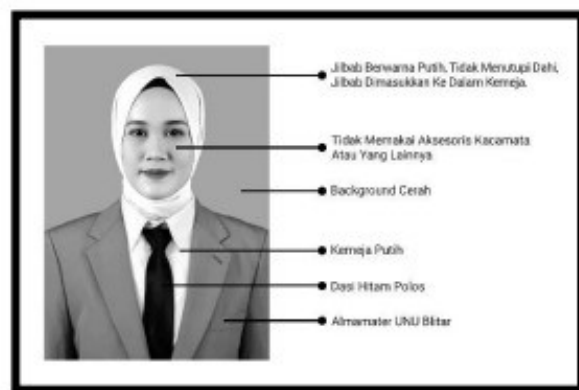 Jilbab Berwarna Putih, Tidak Menutupi Dahi,
Jilbab Dimasukkan Ke Dalam Kemeja.
Tidak Memakai Aksesoris Kacamata
Atau Yang Lainnya
Background Cerah
Kemeja Putih
Dasi Hitam Polos
Almamater UNU Blitar